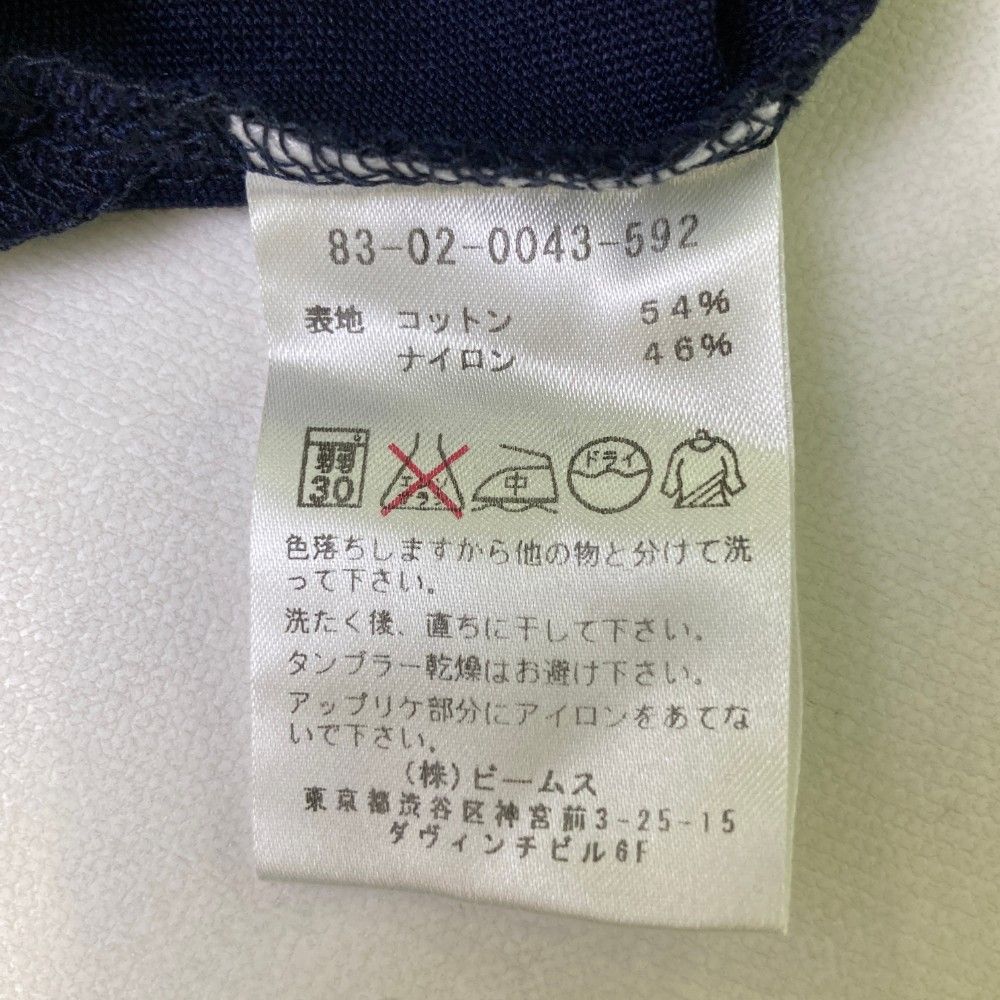 83-02-0043-592
表地 コットン 54%
ナイロン 46%
弱 30 エンソ サラシ 中 ドライ
色落ちしますから他の物と分けて洗
って下さい。
洗たく後、直ちに干して下さい。
タンブラー乾燥はお避け下さい。
アップリケ部分にアイロンをあてな
いで下さい。
(株)ビームス
東京都渋谷区神宮前3-25-15
ダヴィンチビル6F